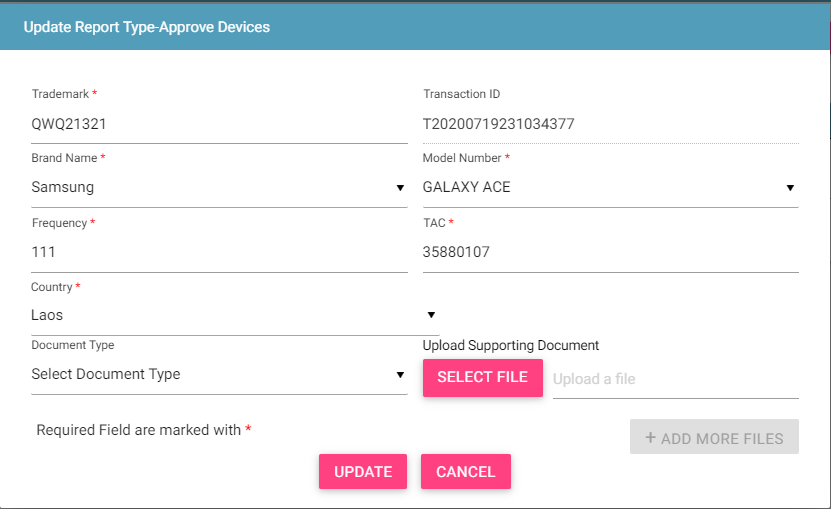 Update Report Type-Approve Devices
Trademark *
Transaction ID
QWQ21321
T20200719231034377
Brand Name *
Model Number *
Samsung
GALAXY ACE
Frequency *
TAC *
111
35880107
Country *
Laos
Document Type
Upload Supporting Document
Select Document Type
SELECT FILE
Upload a file
Required Field are marked with *
+ ADD MORE FILES
UPDATE
CANCEL